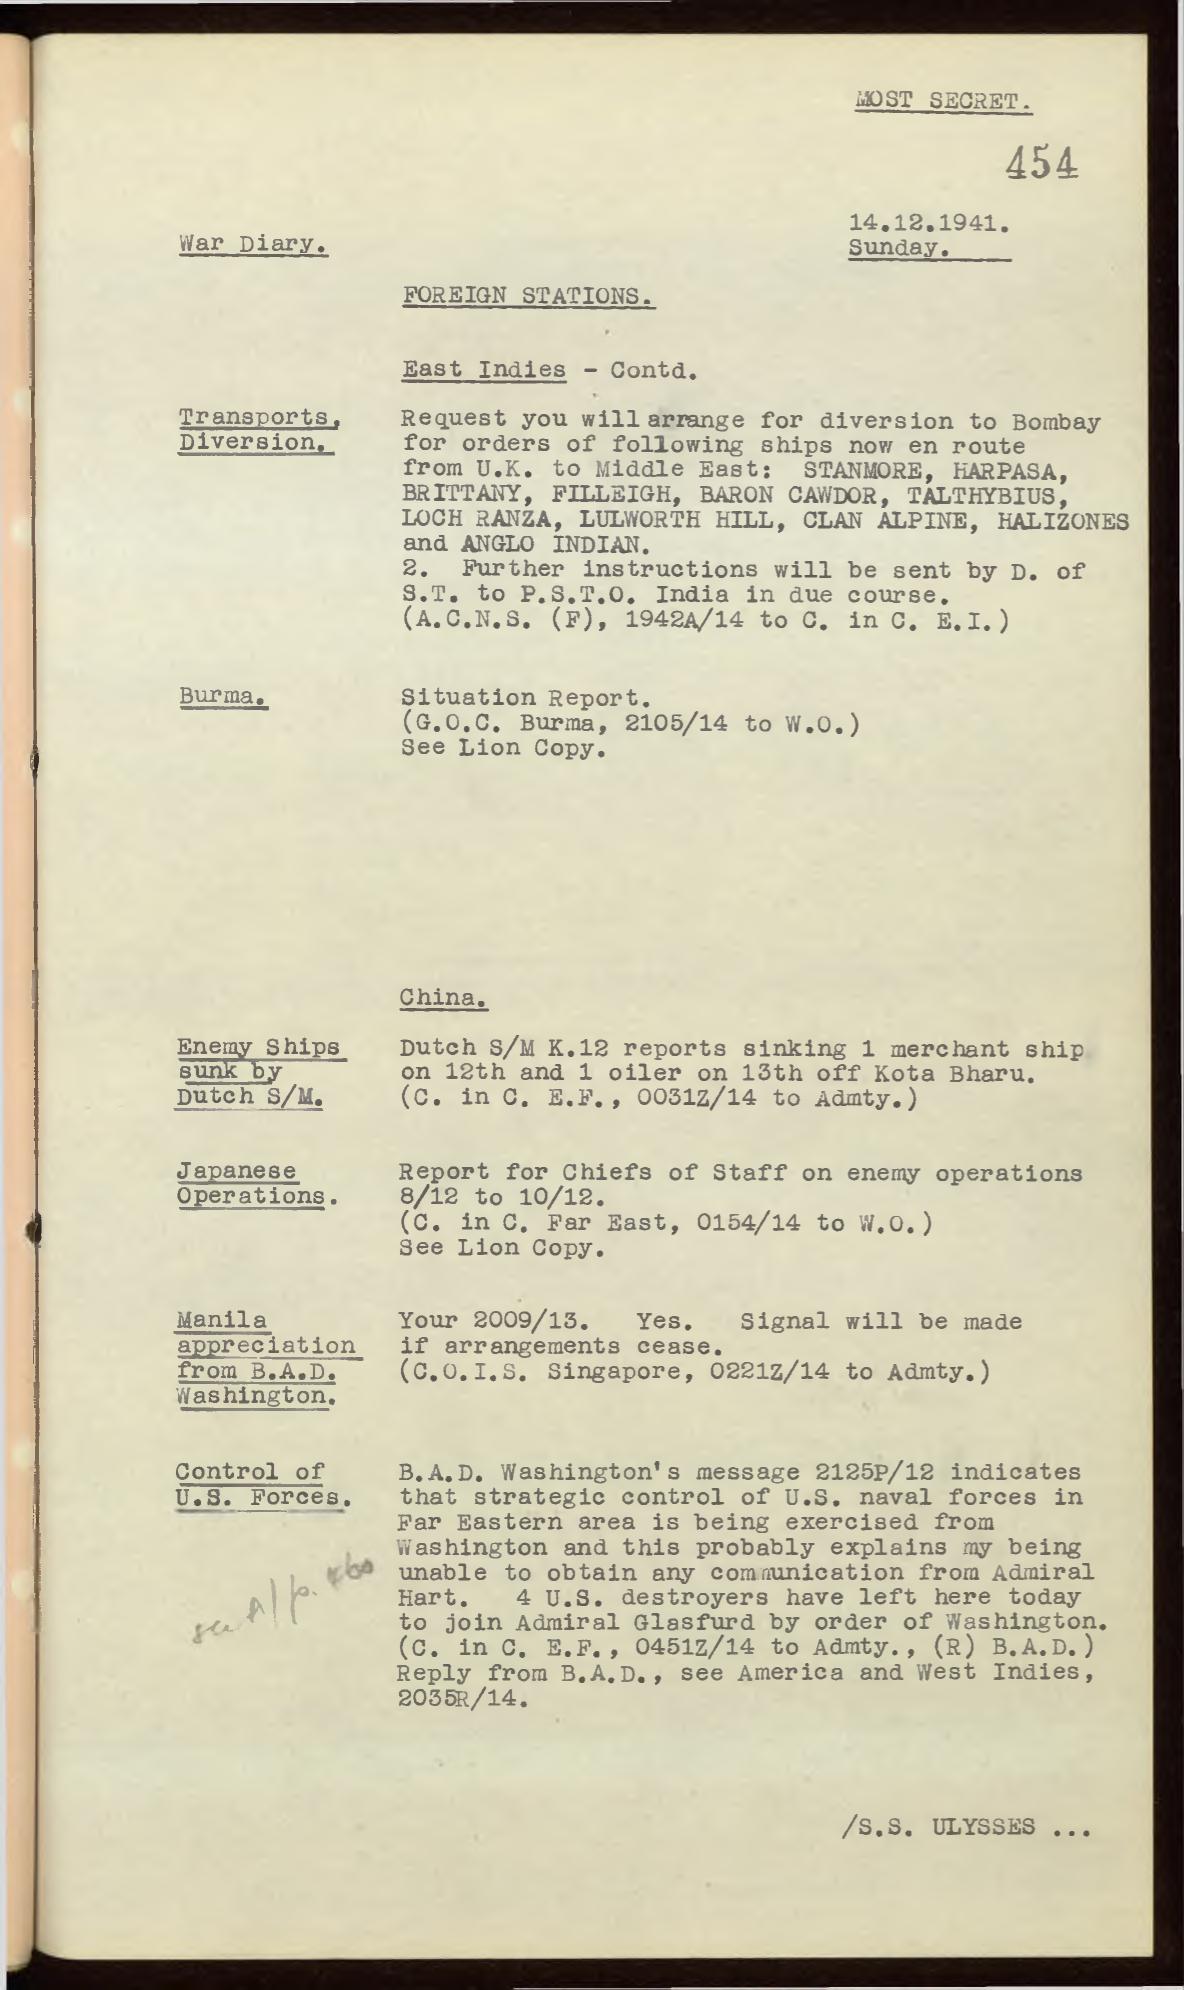 MOST SECRET.
454
14.12.1941.
War Diary.
Sunday.
FOREIGN STATIONS.
East Indies - Contd.
Transports,
Diversion.
Request you will arrange for diversion to Bombay
for orders of following ships now en route
from U.K. to Middle East: STANMORE, HARPASA,
BRITTANY, FILLEIGH, BARON CAWDOR, TALTHYBIUS,
LOCH RANZA, LULWORTH HILL, CLAN ALPINE, HALIZONES
and ANGLO INDIAN.
2. Further instructions will be sent by D. of
S.T. to P.S.T.O. India in due course.
(A.C.N.S. (F), 1942A/14 to C. in C. E.I.)
Burma.
Situation Report.
(G.O.C. Burma, 2105/14 to W.O.)
See Lion Copy.
China.
Enemy Ships
sunk by
Dutch S/M.
Dutch S/M K.12 reports sinking 1 merchant ship
on 12th and 1 oiler on 13th off Kota Bharu.
(C. in C. E.F., 0031Z/14 to Admty.)
Japanese
Operations.
Report for Chiefs of Staff on enemy operations
8/12 to 10/12.
(C. in C. Far East, 0154/14 to W.O.)
See Lion Copy.
Manila
appreciation
from B.A.D.
Washington.
Your 2009/13. Yes. Signal will be made
if arrangements cease.
(C.O.I.S. Singapore, 0221Z/14 to Admty.)
Control of
U.S. Forces.
see A/p.
B.A.D. Washington's message 2125P/12 indicates
that strategic control of U.S. naval forces in
Far Eastern area is being exercised from
Washington and this probably explains my being
unable to obtain any communication from Admiral
Hart. 4 U.S. destroyers have left here today
to join Admiral Glasfurd by order of Washington.
(C. in C. E.F., 0451Z/14 to Admty., (R) B.A.D.)
Reply from B.A.D., see America and West Indies,
2035R/14.
/S.S. ULYSSES ...